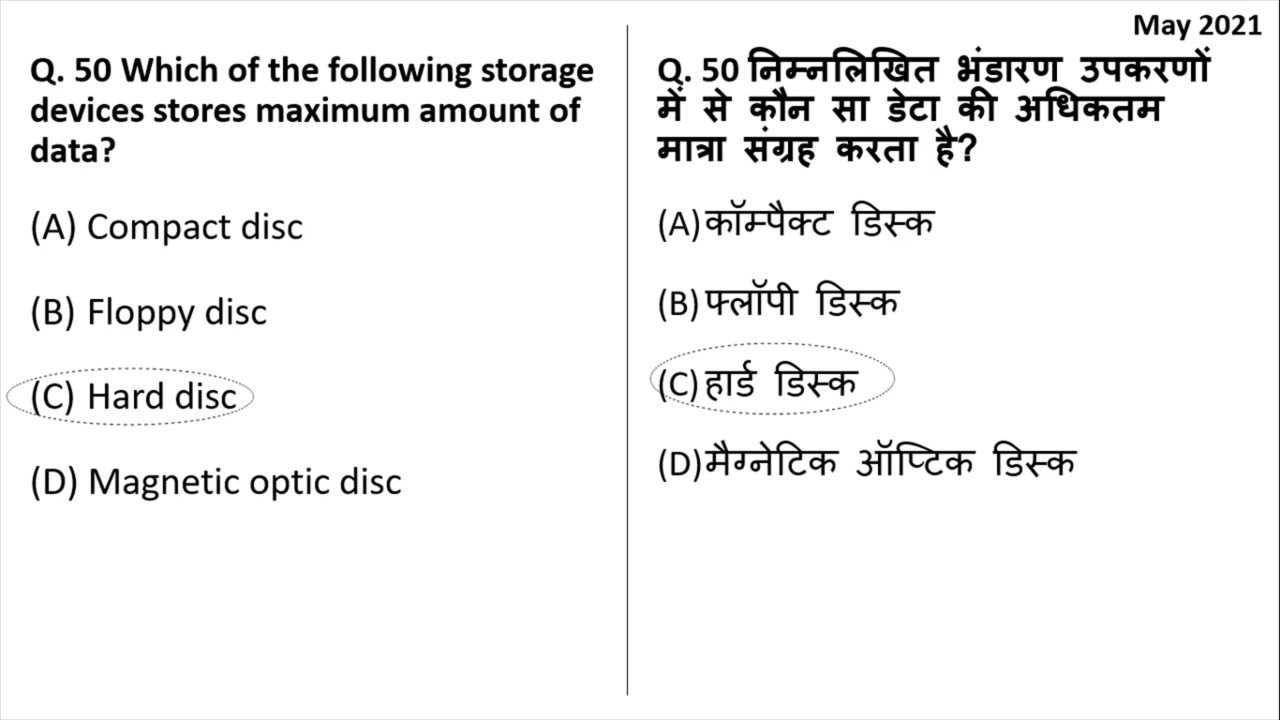 May 2021
Q. 50 Which of the following storage
devices stores maximum amount of
data?
(A) Compact disc
(B) Floppy disc
(C) Hard disc
(D) Magnetic optic disc
Q. 50 निम्नलिखित भंडारण उपकरणों
में से कौन सा डेटा की अधिकतम
मात्रा संग्रह करता है?
(A) कॉम्पैक्ट डिस्क
(B) फ्लॉपी डिस्क
(C) हार्ड डिस्क
(D) मैग्नेटिक ऑप्टिक डिस्क